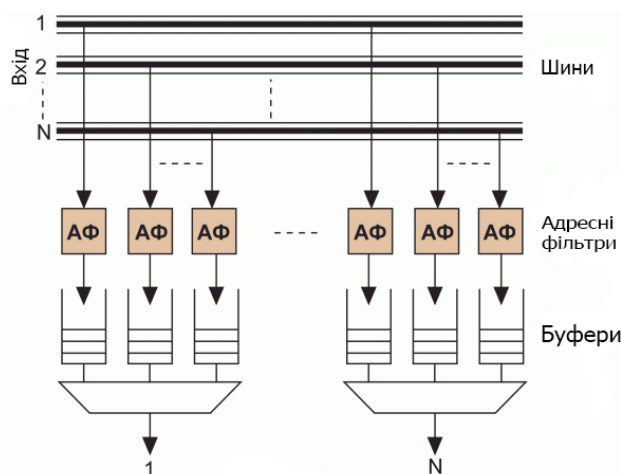 1
Вхід
2
Шини
N
АФ АФ АФ АФ АФ АФ
Адресні
фільтри
Буфери
1 N